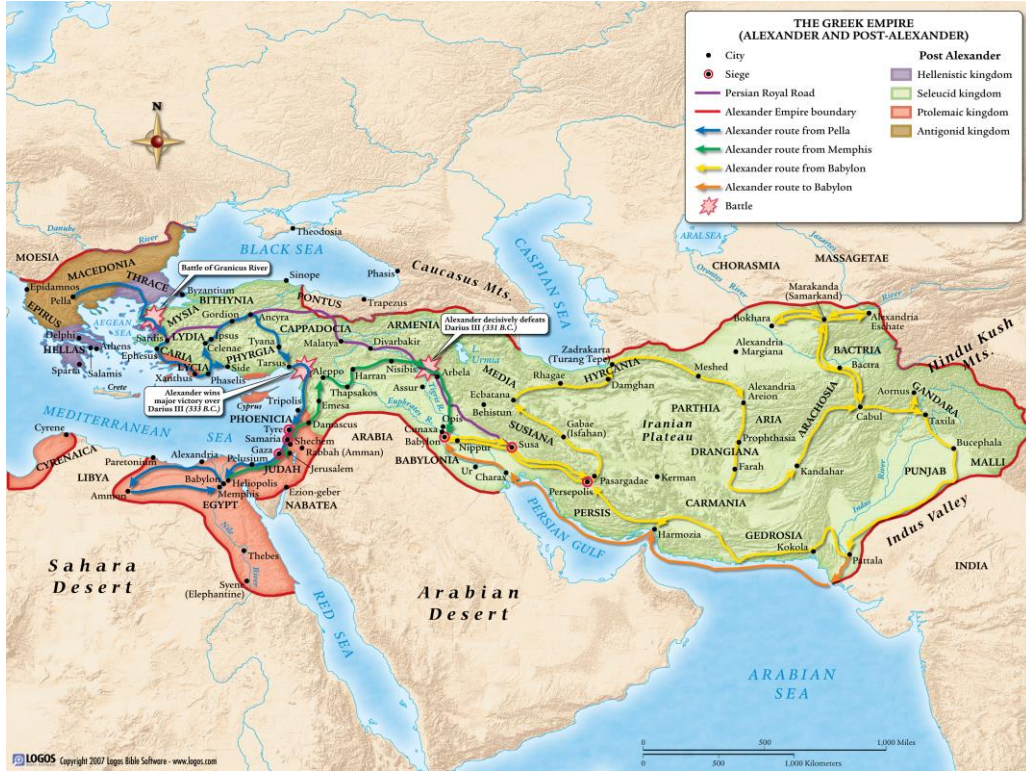 THE GREEK EMPIRE
(ALEXANDER AND POST-ALEXANDER)
City
Siege
Persian Royal Road
Alexander Empire boundary
Alexander route from Pella
Alexander route from Memphis
Alexander route from Babylon
Alexander route to Babylon
Battle
Post Alexander
Hellenistic kingdom
Seleucid kingdom
Ptolemaic kingdom
Antigonid kingdom
N
Danube
River
MOESIA
MACEDONIA
THRACE
Epidamnos
Pella
EPIRUS
AEGEAN
SEA
Delphi
HELLAS
Athens
Sparta
Salamis
Crete
Battle of Granicus River
Byzantium
BITHYNIA
MYSIA
Gordion
Ancyra
Sardis
LYDIA
Ipsus
Ephesus
Celenae
CARIA
PHRYGIA
Tyana
LYCIA
Side
Tarsus
Xanthus
Phaselis
BLACK SEA
Theodosia
Sinope
Phasis
PONTUS
Trapezus
Caucasus Mts.
CAPPADOCIA
ARMENIA
Malatya
Divarbakir
Alexander decisively defeats
Darius III (331 B.C.)
Alexander wins
major victory over
Darius III (333 B.C.)
Nisibis
Arbela
Harran
Aleppo
Thapsakos
Assur
Emesa
Cyprus
Tripolis
PHOENICIA
Damascus
Tyre
Samaria
Shechem
Gaza
Rabbah (Amman)
JUDAH
Jerusalem
Ezion-geber
NABATEA
ARABIA
MEDITERRANEAN
SEA
Cyrene
CYRENAICA
LIBYA
Paretonium
Alexandria
Pelusium
Ammon
Babylon
Heliopolis
Memphis
EGYPT
Nile
River
Thebes
Syene
(Elephantine)
Sahara
Desert
RED SEA
Arabian
Desert
CASPIAN SEA
L.
Urmia
MEDIA
Tigris R.
Euphrates R.
Ecbatana
Behistun
Opis
Cunaxa
Babylon
Nippur
BABYLONIA
Ur
Charax
SUSIANA
Susa
Gabae
(Isfahan)
Pasargadae
Persepolis
PERSIS
PERSIAN GULF
Zadrakarta
(Turang Tepe)
Rhagae
HYRCANIA
Damghan
Meshed
PARTHIA
Iranian
Plateau
Kerman
CARMANIA
Harmozia
GEDROSIA
Kokola
Pattala
DRANGIANA
Prophthasia
Farah
Kandahar
ARIA
Alexandria
Areion
Alexandria
Margiana
ARACHOSIA
ARAL SEA
CHORASMIA
MASSAGETAE
Jaxartes
River
River
Marakanda
(Samarkand)
Bokhara
Alexandria
Eschate
BACTRIA
Bactra
Hindu Kush
Mts.
Aornus
GANDARA
Cabul
Taxila
Bucephala
PUNJAB
MALLI
Indus
River
Indus Valley
INDIA
ARABIAN
SEA
0 500 1,000 Miles
0 500 1,000 Kilometers
LOGOS Copyright 2007 Logos Bible Software - www.logos.com